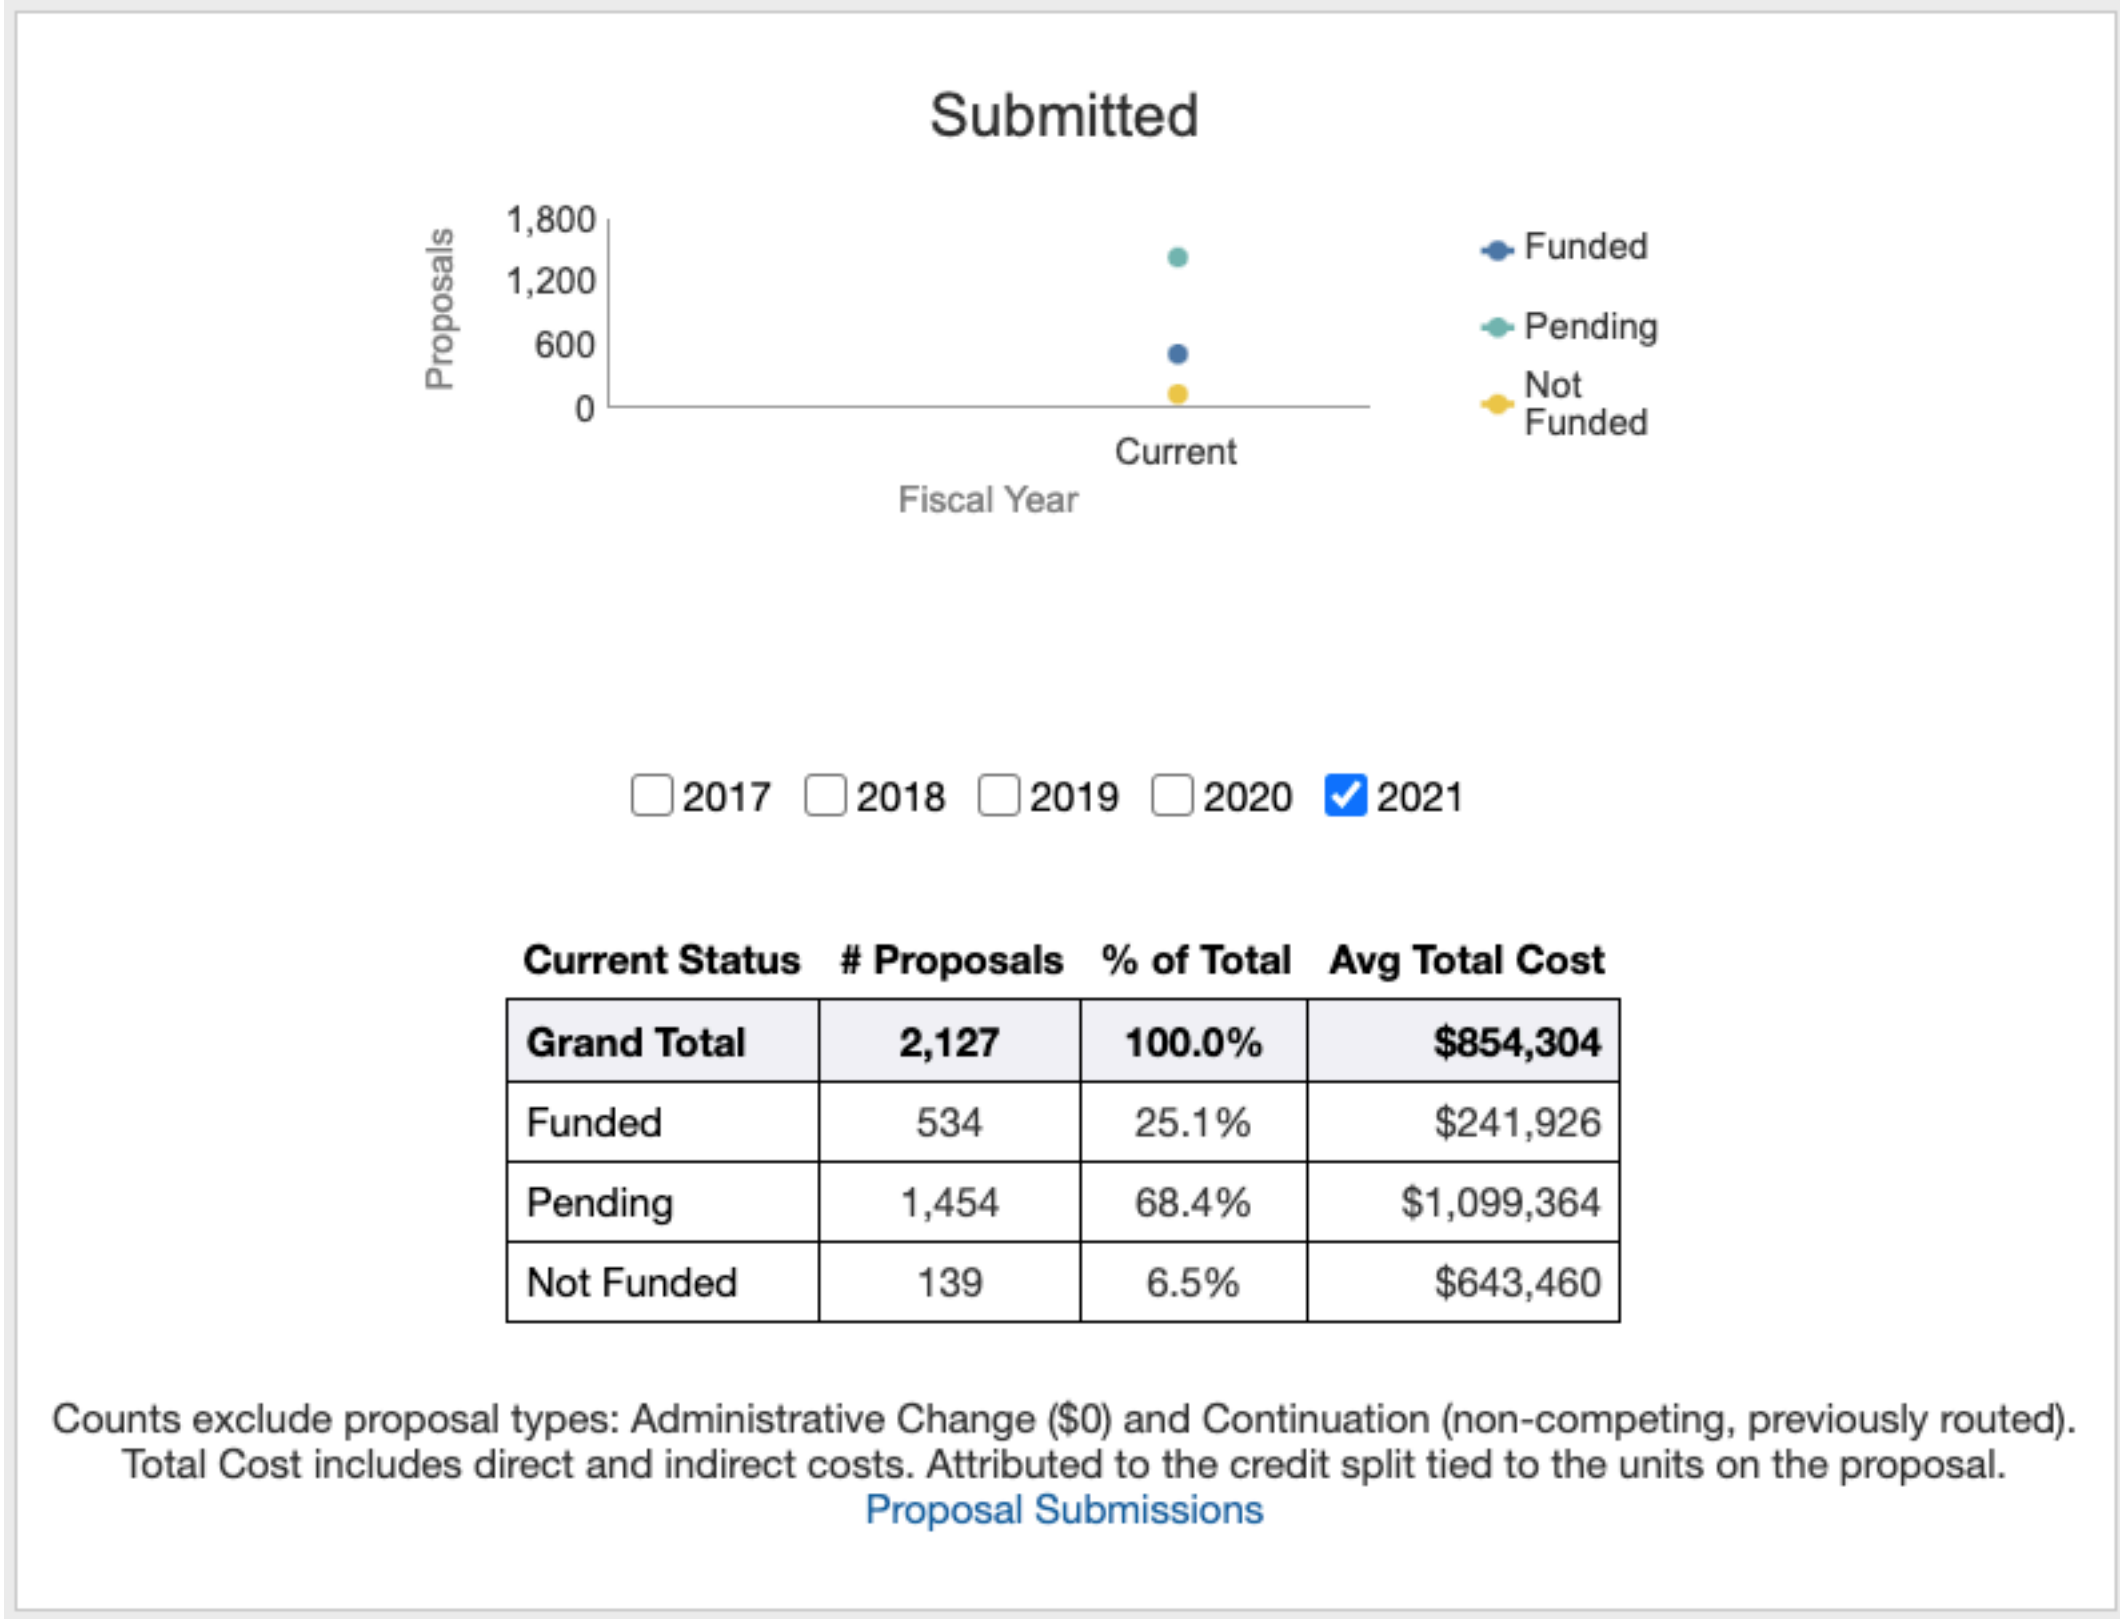 Submitted
Proposals
1,800
1,200
600
0
Current
Fiscal Year
Funded
Pending
Not
Funded
2017 2018 2019 2020 2021
Current Status # Proposals % of Total Avg Total Cost
Grand Total 2,127 100.0% $854,304
Funded 534 25.1% $241,926
Pending 1,454 68.4% $1,099,364
Not Funded 139 6.5% $643,460
Counts exclude proposal types: Administrative Change ($0) and Continuation (non-competing, previously routed).
Total Cost includes direct and indirect costs. Attributed to the credit split tied to the units on the proposal.
Proposal Submissions